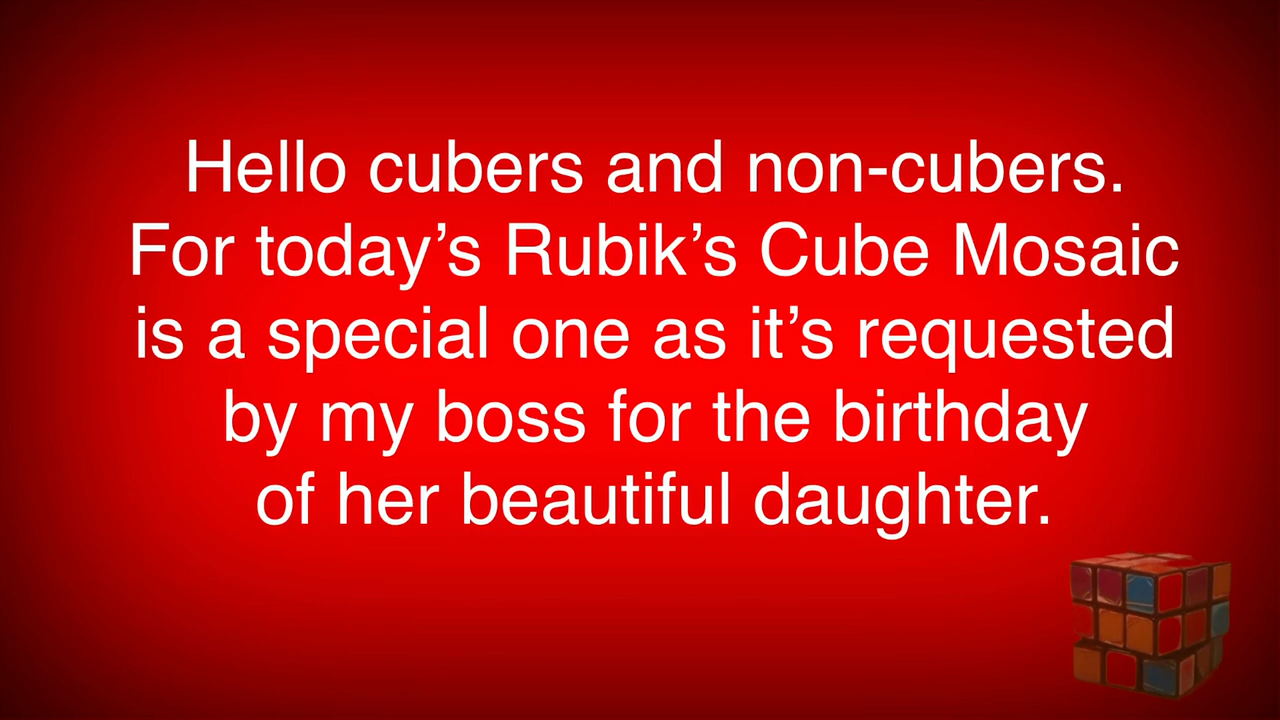 Hello cubers and non-cubers.
For today’s Rubik’s Cube Mosaic
is a special one as it’s requested
by my boss for the birthday
of her beautiful daughter.